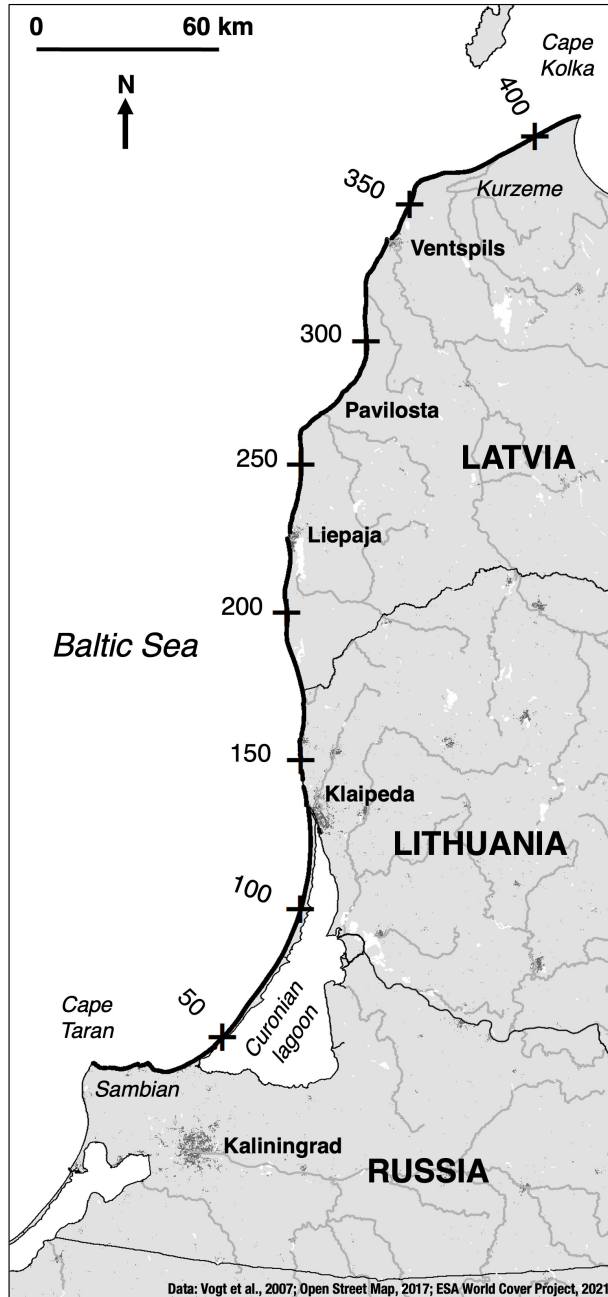 0 60 km
N
Cape
Kolka
400
350
Kurzeme
Ventspils
300
Pavilosta
250
LATVIA
Liepaja
200
Baltic Sea
150
Klaipeda
LITHUANIA
100
50
Curonian
lagoon
Cape
Taran
Sambian
Kaliningrad
RUSSIA
Data: Vogt et al., 2007; Open Street Map, 2017; ESA World Cover Project, 2021